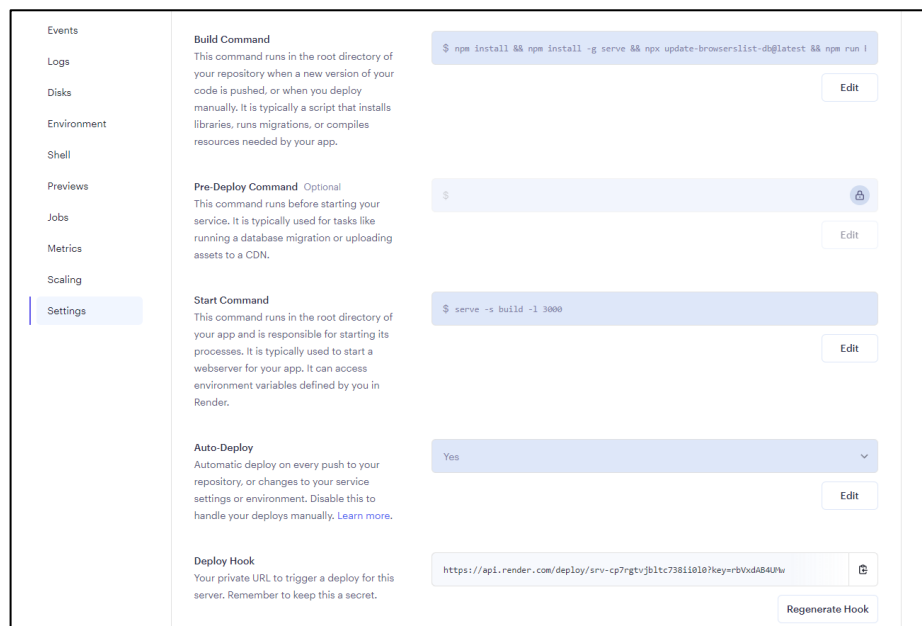 Events
Logs
Disks
Environment
Shell
Previews
Jobs
Metrics
Scaling
Settings
Build Command
This command runs in the root directory of
your repository when a new version of your
code is pushed, or when you deploy
manually. It is typically a script that installs
libraries, runs migrations, or compiles
resources needed by your app.
$ npm install && npm install -g serve && npx update-browserslist-db@latest && npm run
Edit
Pre-Deploy Command Optional
This command runs before starting your
service. It is typically used for tasks like
running a database migration or uploading
assets to a CDN.
$
Edit
Start Command
This command runs in the root directory of
your app and is responsible for starting its
processes. It is typically used to start a
webserver for your app. It can access
environment variables defined by you in
Render.
$ serve -s build -l 3000
Edit
Auto-Deploy
Automatic deploy on every push to your
repository, or changes to your service
settings or environment. Disable this to
handle your deploys manually. Learn more.
Yes
Edit
Deploy Hook
Your private URL to trigger a deploy for this
server. Remember to keep this a secret.
https://api.render.com/deploy/srv-cp7rgtvjbltc738ii0l0?key=rbVxdAB4UMw
Regenerate Hook